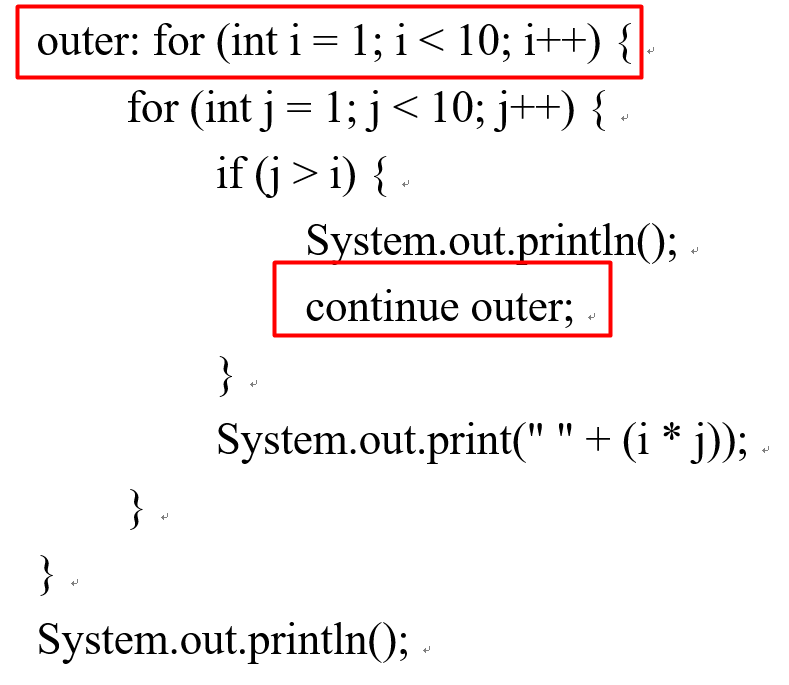 outer: for (int i = 1; i < 10; i++) {
for (int j = 1; j < 10; j++) {
if (j > i) {
System.out.println();
continue outer;
}
System.out.print(" " + (i * j));
}
}
System.out.println();